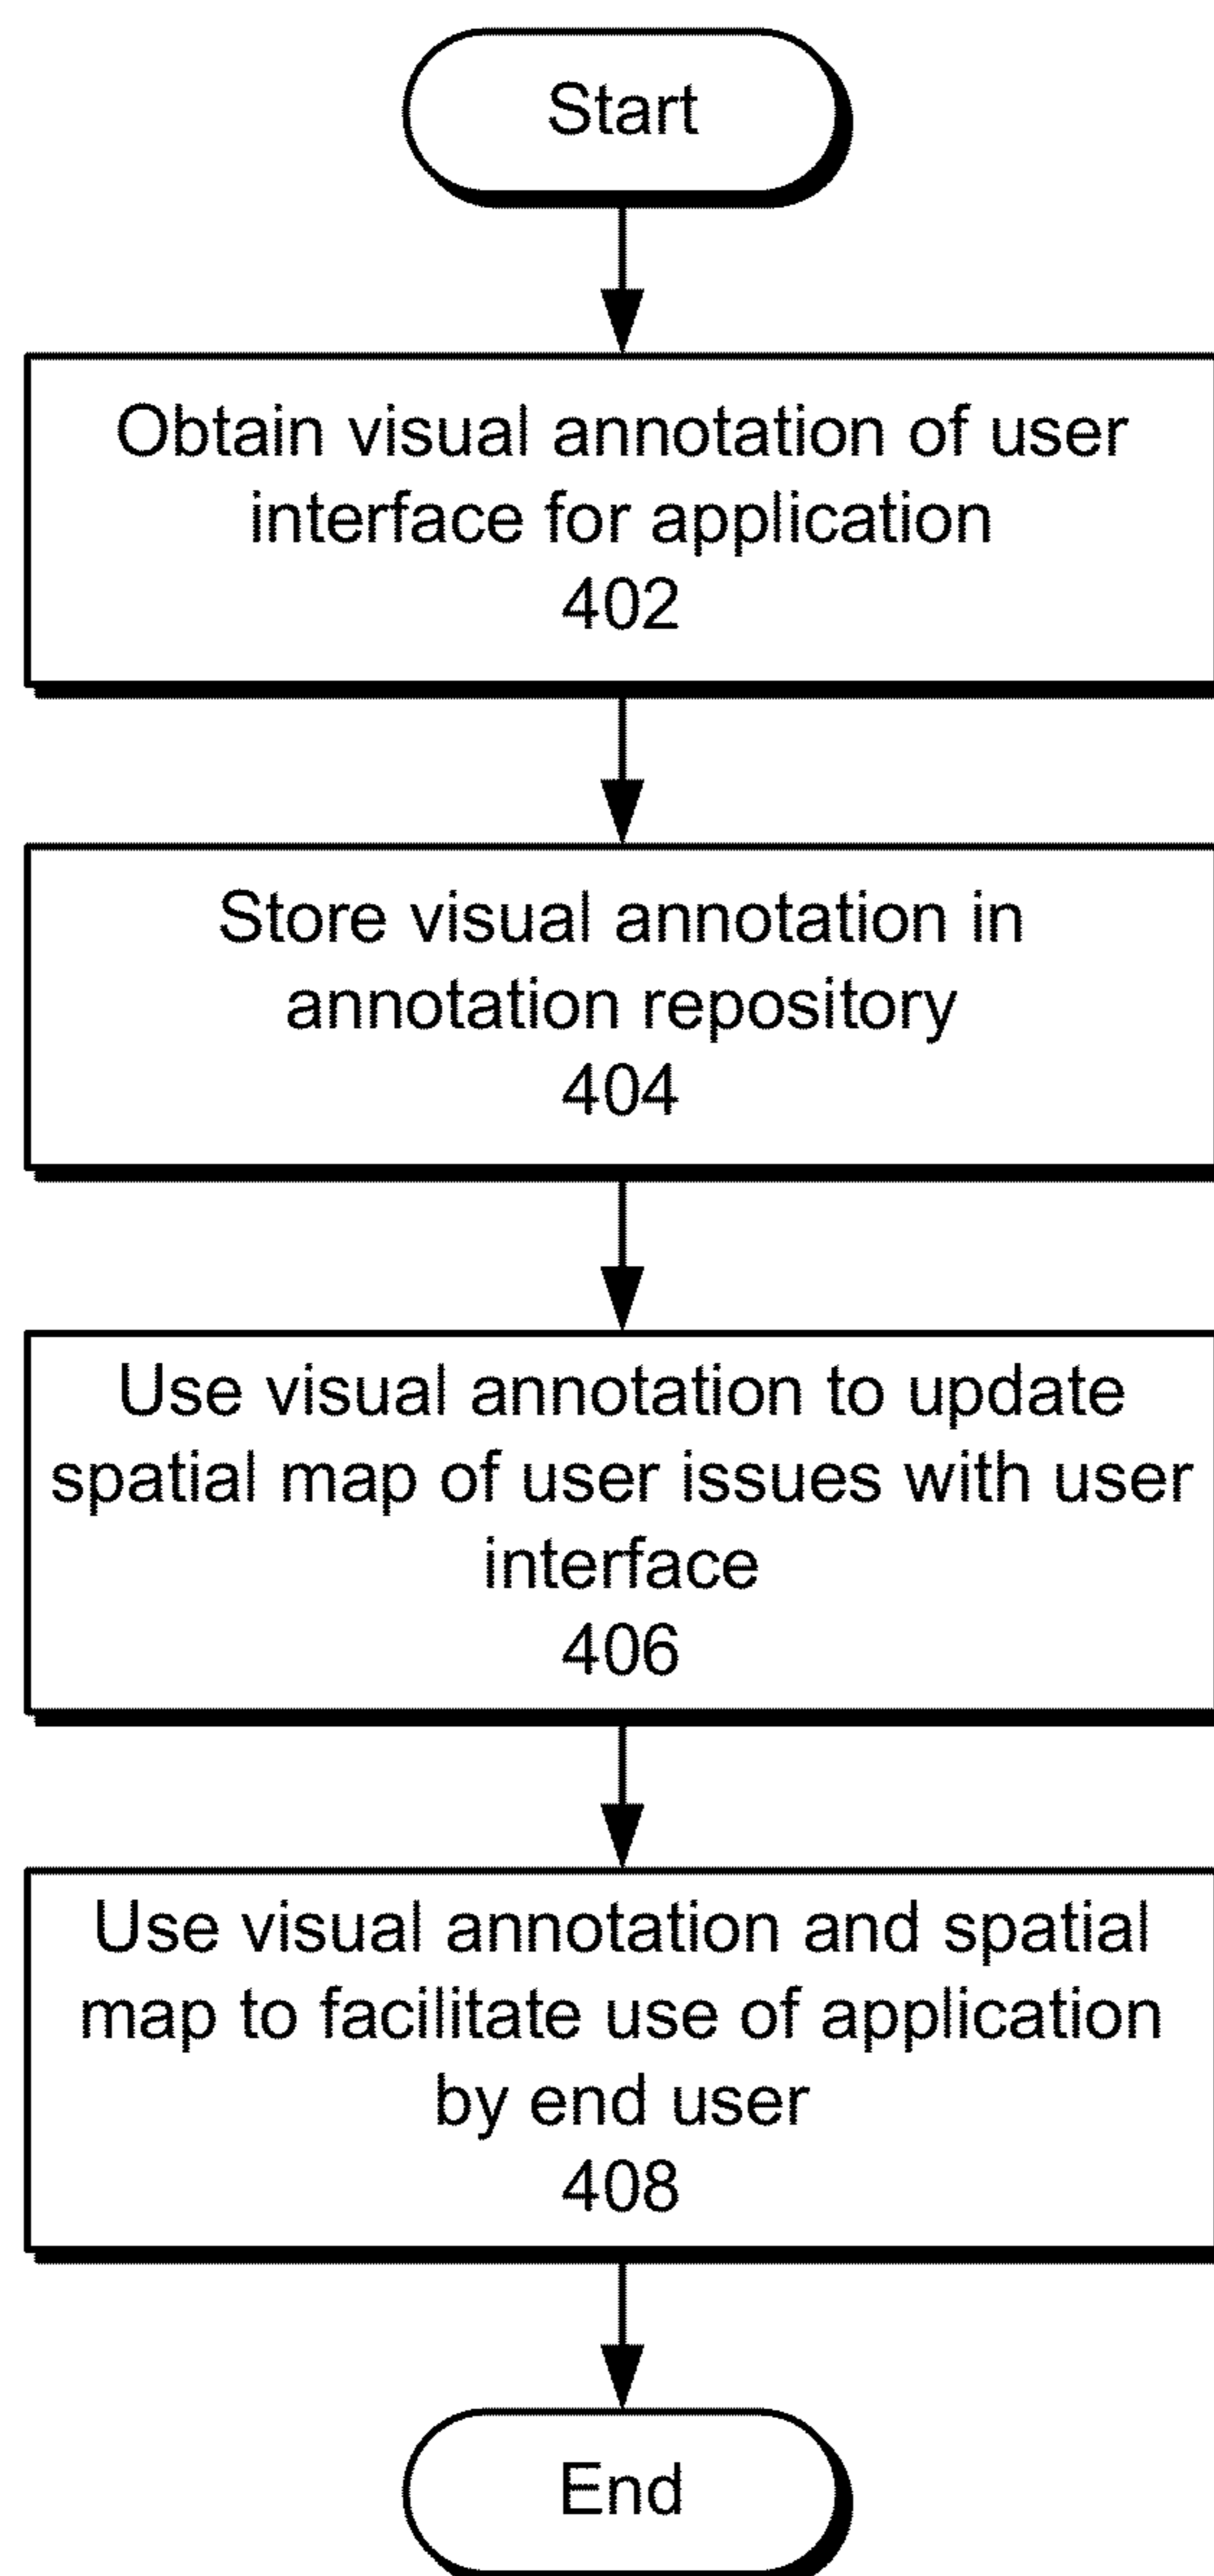 Start
Obtain visual annotation of user
interface for application
402
Store visual annotation in
annotation repository
404
Use visual annotation to update
spatial map of user issues with user
interface
406
Use visual annotation and spatial
map to facilitate use of application
by end user
408
End